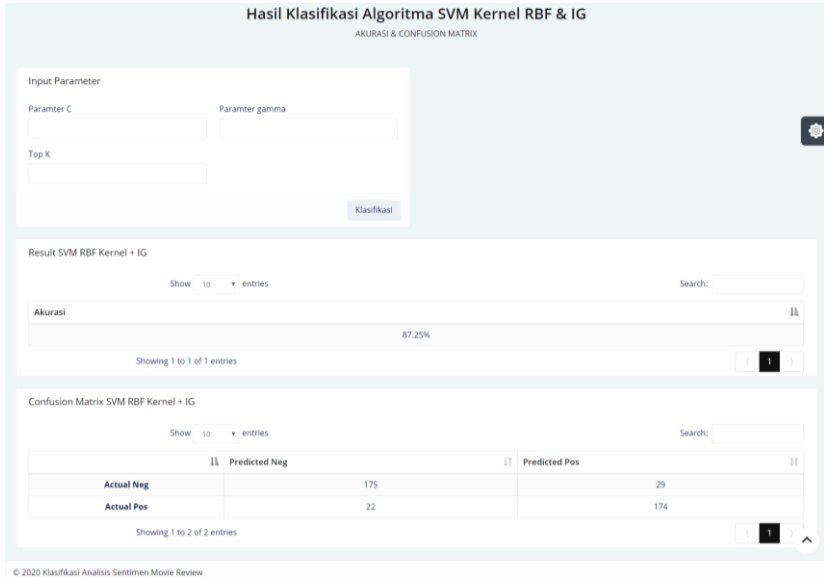 Hasil Klasifikasi Algoritma SVM Kernel RBF & IG
AKURASI & CONFUSION MATRIX
Input Parameter
Paramter C Paramter gamma
Top K
Klasifikasi
Result SVM RBF Kernel + IG
Show 10 entries Search:
Akurasi
87.25%
Showing 1 to 1 of 1 entries 1
Confusion Matrix SVM RBF Kernel + IG
Show 10 entries Search:
Predicted Neg Predicted Pos
Actual Neg 175 29
Actual Pos 22 174
Showing 1 to 2 of 2 entries 1
© 2020 Klasifikasi Analisis Sentimen Movie Review